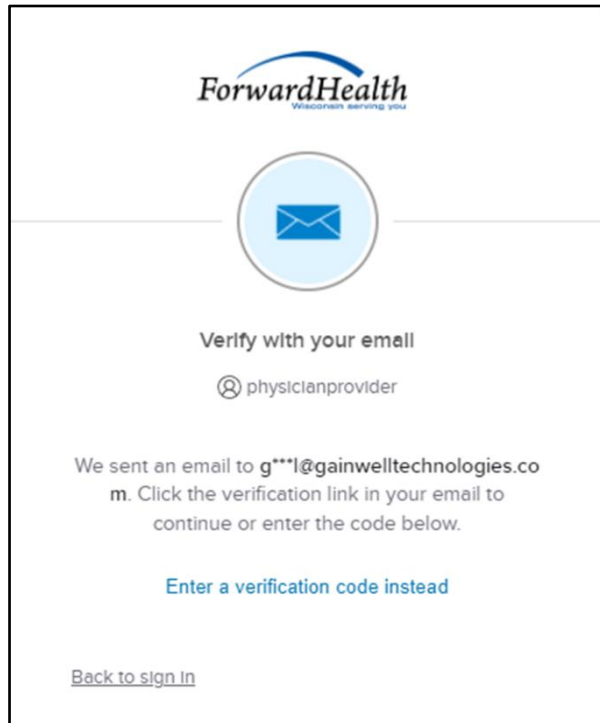 ForwardHealth
Wisconsin serving you
Verify with your email
physicianprovider
We sent an email to g***l@gainwelltechnologies.co
m. Click the verification link in your email to
continue or enter the code below.
Enter a verification code instead
Back to sign in